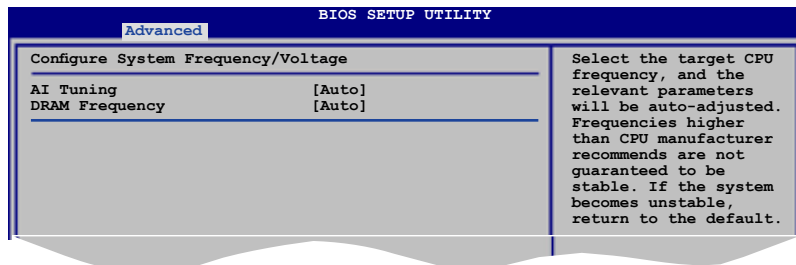 BIOS SETUP UTILITY
Advanced
Configure System Frequency/Voltage
AI Tuning [Auto]
DRAM Frequency [Auto]
Select the target CPU
frequency, and the
relevant parameters
will be auto-adjusted.
Frequencies higher
than CPU manufacturer
recommends are not
guaranteed to be
stable. If the system
becomes unstable,
return to the default.